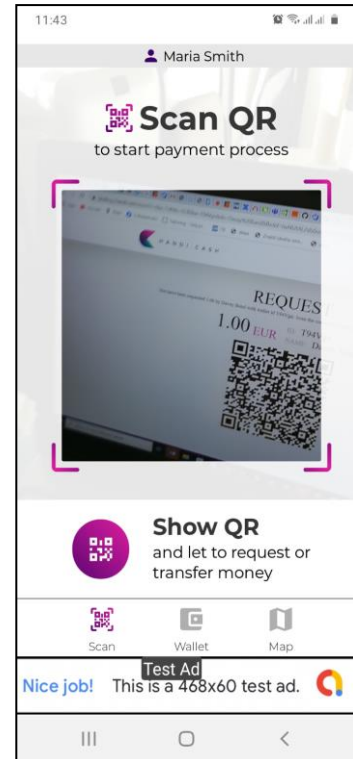 11:43
Maria Smith
Scan QR
to start payment process
HANDI CASH
REQUEST
1.00 EUR
Show QR
and let to request or
transfer money
Scan
Wallet
Map
Test Ad
Nice job! This is a 468x60 test ad.